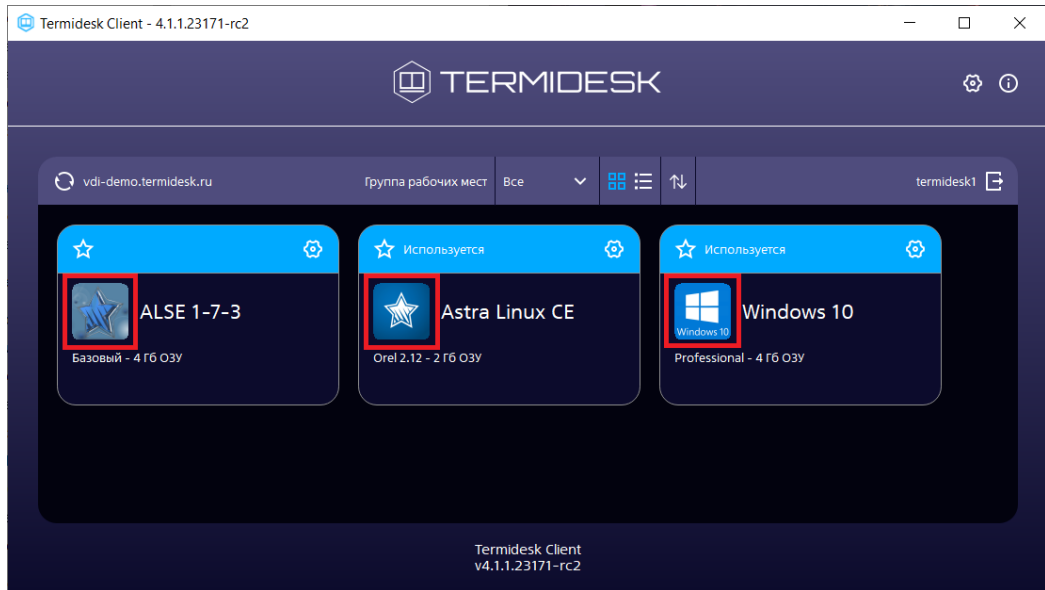 Termidesk Client - 4.1.1.23171-rc2
TERMIDESK
vdi-demo.termidesk.ru Группа рабочих мест Все termidesk1
Используется Используется
ALSE 1-7-3 Astra Linux CE Windows 10 Windows 10
Базовый - 4 Гб ОЗУ Orel 2.12 - 2 Гб ОЗУ Professional - 4 Гб ОЗУ
Termidesk Client
v4.1.1.23171-rc2